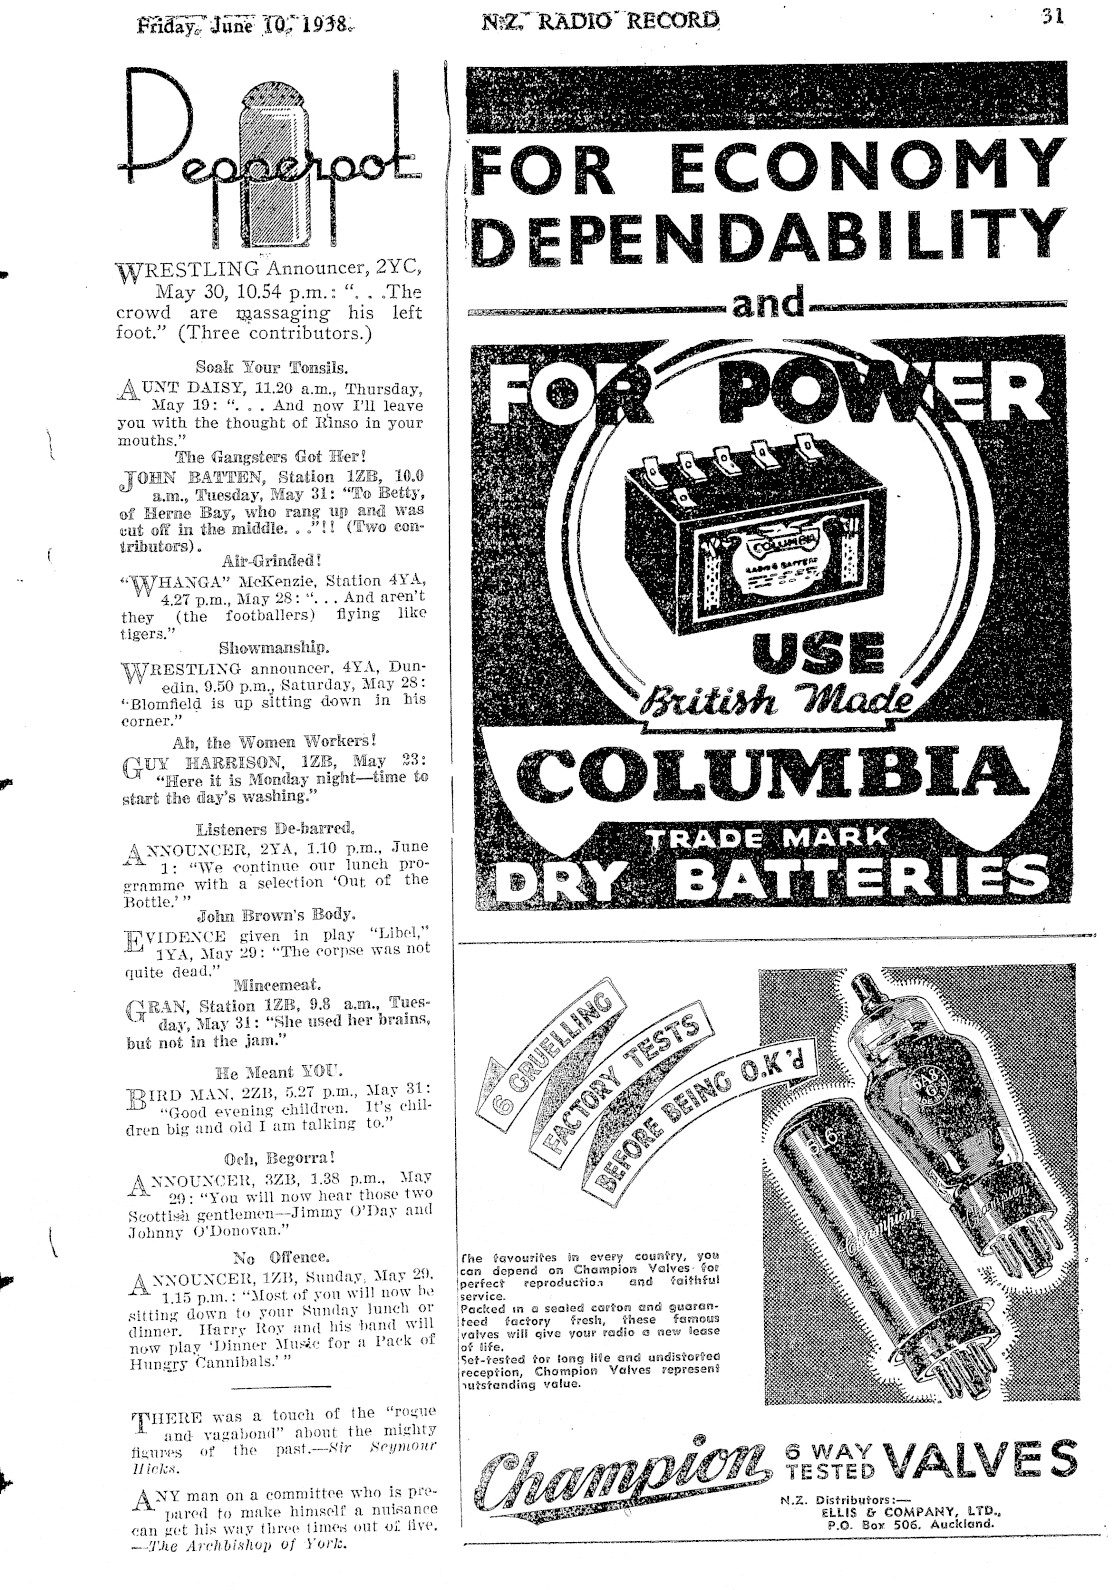 Friday, June 10, 1938.
N.Z. RADIO RECORD
31
Pepperpot
WRESTLING Announcer, 2YC,
May 30, 10.54 p.m.: ". . .The
crowd are massaging his left
foot." (Three contributors.)
Soak Your Tonsils.
AUNT DAISY, 11.20 a.m., Thursday,
May 19: ". . . And now I'll leave
you with the thought of Rinso in your
mouths."
The Gangsters Got Her!
JOHN BATTEN, Station 1ZB, 10.0
a.m., Tuesday, May 31: "To Betty,
of Herne Bay, who rang up and was
cut off in the middle. . ."!! (Two con-
tributors).
Air-Grinded!
"WHANGA" McKenzie, Station 4YA,
4.27 p.m., May 28: ". . . And aren't
they (the footballers) flying like
tigers."
Showmanship.
WRESTLING announcer, 4YA, Dun-
edin, 9.50 p.m., Saturday, May 28:
"Blomfield is up sitting down in his
corner."
Ah, the Women Workers!
GUY HARRISON, 1ZB, May 23:
"Here it is Monday night—time to
start the day's washing."
Listeners De-barred.
ANNOUNCER, 2YA, 1.10 p.m., June
1: "We continue our lunch pro-
gramme with a selection 'Out of the
Bottle.' "
John Brown's Body.
EVIDENCE given in play "Libel,"
1YA, May 29: "The corpse was not
quite dead."
Mincemeat.
GRAN, Station 1ZB, 9.8 a.m., Tues-
day, May 31: "She used her brains,
but not in the jam."
He Meant YOU.
BIRD MAN, 2ZB, 5.27 p.m., May 31:
"Good evening children. It's chil-
dren big and old I am talking to."
Och, Begorra!
ANNOUNCER, 3ZB, 1.38 p.m., May
29: "You will now hear those two
Scottish gentlemen—Jimmy O'Day and
Johnny O'Donovan."
No Offence.
ANNOUNCER, 1ZB, Sunday, May 29,
1.15 p.m.: "Most of you will now be
sitting down to your Sunday lunch or
dinner. Harry Roy and his band will
now play 'Dinner Music for a Pack of
Hungry Cannibals.' "
THERE was a touch of the "rogue
and vagabond" about the mighty
figures of the past.—Sir Seymour
Hicks.
ANY man on a committee who is pre-
pared to make himself a nuisance
can get his way three times out of five.
—The Archbishop of York.
FOR ECONOMY
DEPENDABILITY
and
FOR POWER
COLUMBIA
RADIO B BATTERY
USE
British Made
COLUMBIA
TRADE MARK
DRY BATTERIES
6 GRUELLING
FACTORY TESTS
BEFORE BEING O.K'd
6L6
Champion
Champion
The favourites in every country, you
can depend on Champion Valves for
perfect reproduction and faithful
service.
Packed in a sealed carton and guaran-
teed factory fresh, these famous
valves will give your radio a new lease
of life.
Set-tested for long life and undistorted
reception, Champion Valves represent
outstanding value.
Champion 6 WAY TESTED VALVES
N.Z. Distributors:—
ELLIS & COMPANY, LTD.,
P.O. Box 506, Auckland.